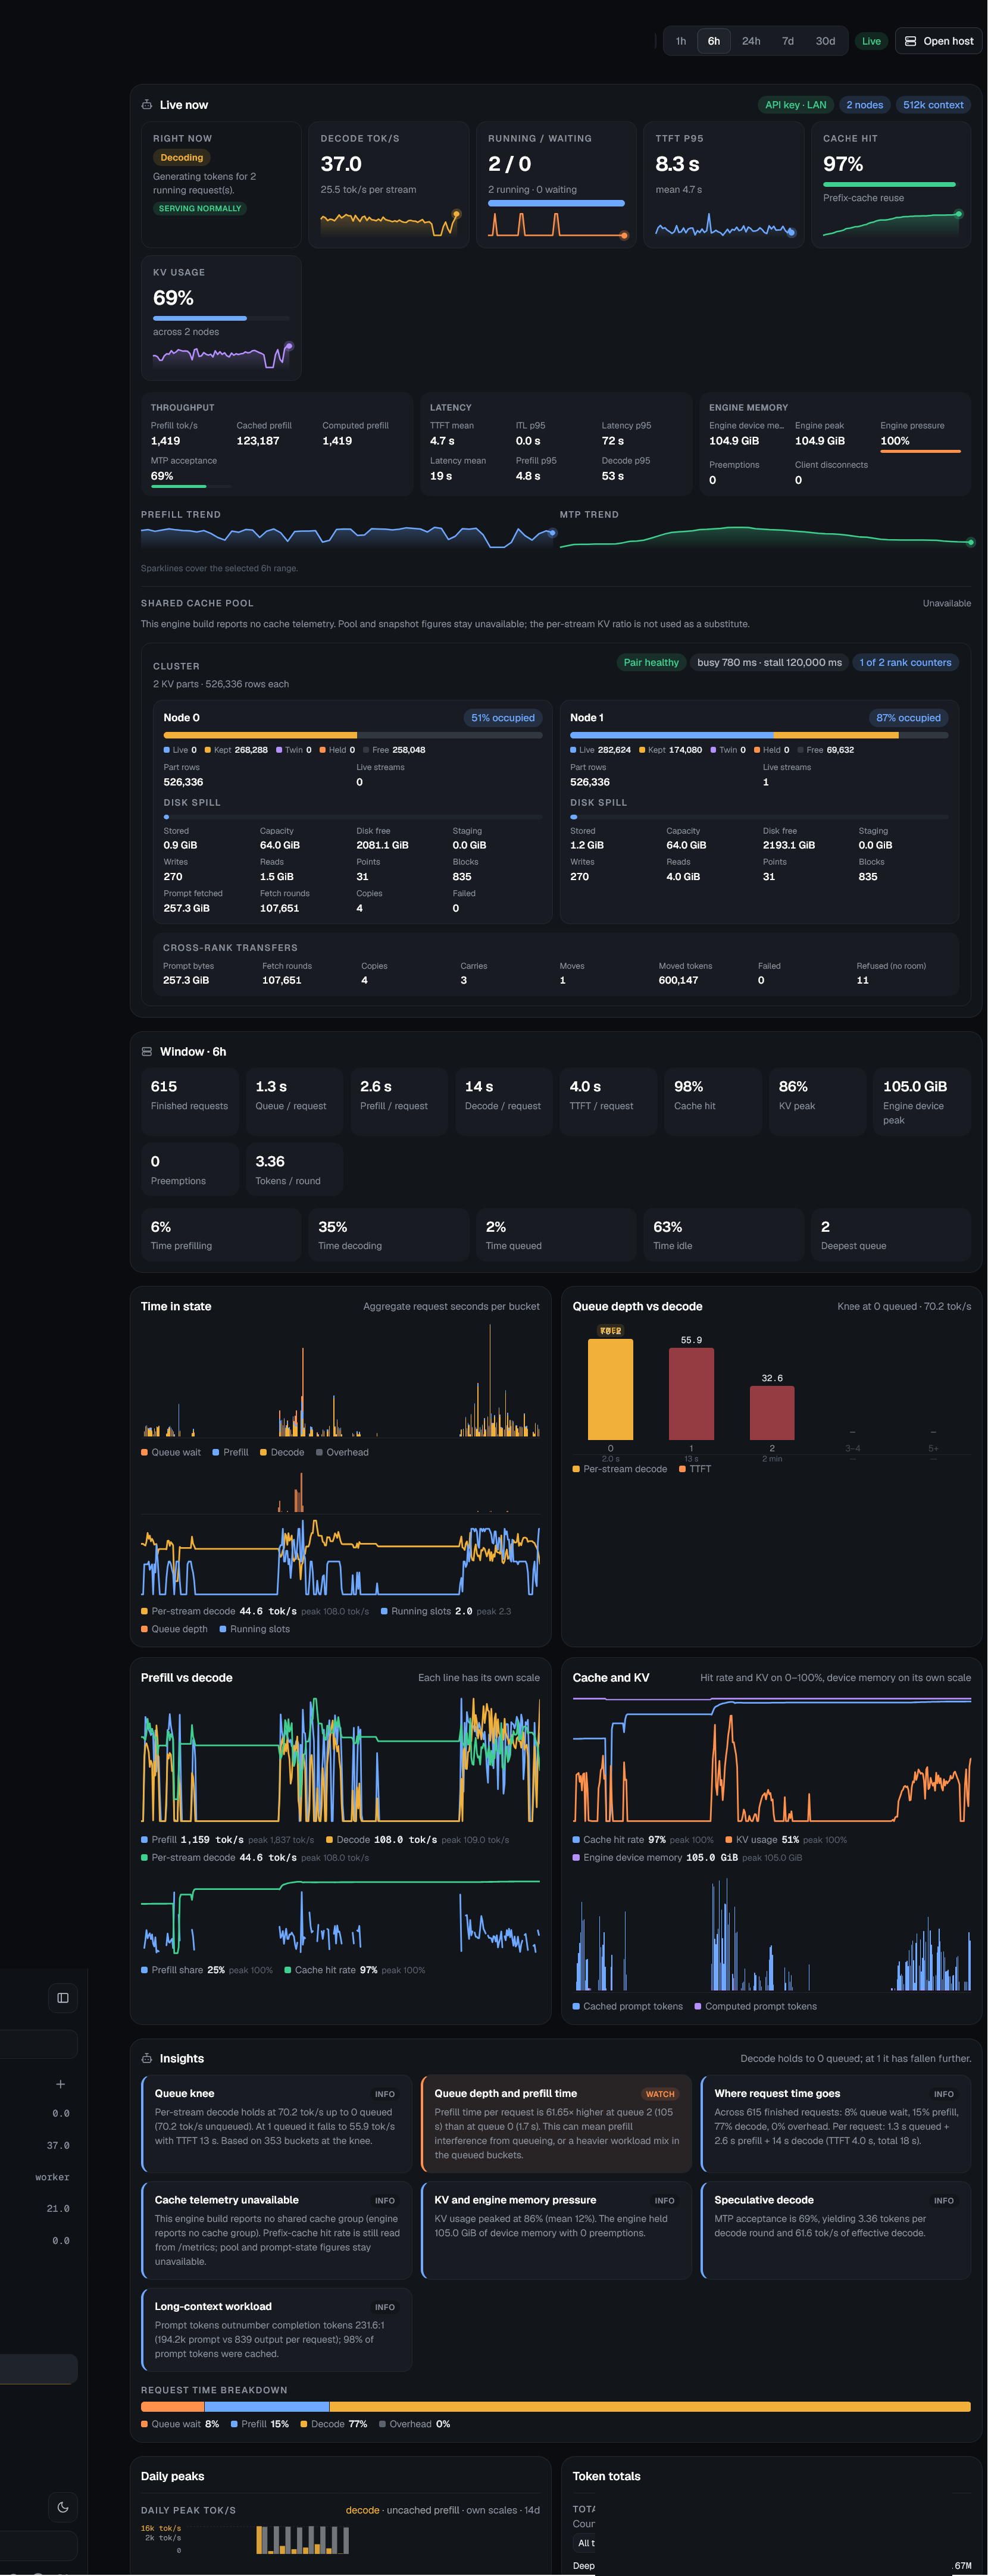 1h 6h 24h 7d 30d Live Open host
Live now API key · LAN 2 nodes 512k context
RIGHT NOW
Decoding
Generating tokens for 2
running request(s).
SERVING NORMALLY
DECODE TOK/S
37.0
25.5 tok/s per stream
RUNNING / WAITING
2 / 0
2 running · 0 waiting
TTFT P95
8.3 s
mean 4.7 s
CACHE HIT
97%
Prefix-cache reuse
KV USAGE
69%
across 2 nodes
THROUGHPUT
Prefill tok/s Cached prefill Computed prefill
1,419 123,187 1,419
MTP acceptance
69%
LATENCY
TTFT mean ITL p95 Latency p95
4.7 s 0.0 s 72 s
Latency mean Prefill p95 Decode p95
19 s 4.8 s 53 s
ENGINE MEMORY
Engine device me... Engine peak Engine pressure
104.9 GiB 104.9 GiB 100%
Preemptions Client disconnects
0 0
PREFILL TREND MTP TREND
Sparklines cover the selected 6h range.
SHARED CACHE POOL Unavailable
This engine build reports no cache telemetry. Pool and snapshot figures stay unavailable; the per-stream KV ratio is not used as a substitute.
CLUSTER Pair healthy busy 780 ms · stall 120,000 ms 1 of 2 rank counters
2 KV parts · 526,336 rows each
Node 0 51% occupied
Live 0 Kept 268,288 Twin 0 Held 0 Free 258,048
Part rows Live streams
526,336 0
DISK SPILL
Stored Capacity Disk free Staging
0.9 GiB 64.0 GiB 2081.1 GiB 0.0 GiB
Writes Reads Points Blocks
270 1.5 GiB 31 835
Prompt fetched Fetch rounds Copies Failed
257.3 GiB 107,651 4 0
Node 1 87% occupied
Live 282,624 Kept 174,080 Twin 0 Held 0 Free 69,632
Part rows Live streams
526,336 1
DISK SPILL
Stored Capacity Disk free Staging
1.2 GiB 64.0 GiB 2193.1 GiB 0.0 GiB
Writes Reads Points Blocks
270 4.0 GiB 31 835
CROSS-RANK TRANSFERS
Prompt bytes Fetch rounds Copies Carries Moves Moved tokens Failed Refused (no room)
257.3 GiB 107,651 4 3 1 600,147 0 11
Window · 6h
615 1.3 s 2.6 s 14 s 4.0 s 98% 86% 105.0 GiB
Finished requests Queue / request Prefill / request Decode / request TTFT / request Cache hit KV peak Engine device
peak
0 3.36
Preemptions Tokens / round
6% 35% 2% 63% 2
Time prefilling Time decoding Time queued Time idle Deepest queue
Time in state Aggregate request seconds per bucket
Queue wait Prefill Decode Overhead
Per-stream decode 44.6 tok/s peak 108.0 tok/s Running slots 2.0 peak 2.3
Queue depth Running slots
Queue depth vs decode Knee at 0 queued · 70.2 tok/s
55.9
32.6
– –
0 1 2 3–4 5+
2.0 s 13 s 2 min – –
Per-stream decode TTFT
Prefill vs decode Each line has its own scale
Prefill 1,159 tok/s peak 1,837 tok/s Decode 108.0 tok/s peak 109.0 tok/s
Per-stream decode 44.6 tok/s peak 108.0 tok/s
Prefill share 25% peak 100% Cache hit rate 97% peak 100%
Cache and KV Hit rate and KV on 0–100%, device memory on its own scale
Cache hit rate 97% peak 100% KV usage 51% peak 100%
Engine device memory 105.0 GiB peak 105.0 GiB
Cached prompt tokens Computed prompt tokens
0.0
37.0
worker
21.0
0.0
Insights Decode holds to 0 queued; at 1 it has fallen further.
Queue knee INFO
Per-stream decode holds at 70.2 tok/s up to 0 queued
(70.2 tok/s unqueued). At 1 queued it falls to 55.9 tok/s
with TTFT 13 s. Based on 353 buckets at the knee.
Queue depth and prefill time WATCH
Prefill time per request is 61.65× higher at queue 2 (105
s) than at queue 0 (1.7 s). This can mean prefill
interference from queueing, or a heavier workload mix in
the queued buckets.
Where request time goes INFO
Across 615 finished requests: 8% queue wait, 15% prefill,
77% decode, 0% overhead. Per request: 1.3 s queued +
2.6 s prefill + 14 s decode (TTFT 4.0 s, total 18 s).
Cache telemetry unavailable INFO
This engine build reports no shared cache group (engine
reports no cache group). Prefix-cache hit rate is still read
from /metrics; pool and prompt-state figures stay
unavailable.
KV and engine memory pressure INFO
KV usage peaked at 86% (mean 12%). The engine held
105.0 GiB of device memory with 0 preemptions.
Speculative decode INFO
MTP acceptance is 69%, yielding 3.36 tokens per
decode round and 61.6 tok/s of effective decode.
Long-context workload INFO
Prompt tokens outnumber completion tokens 231.6:1
(194.2k prompt vs 839 output per request); 98% of
prompt tokens were cached.
REQUEST TIME BREAKDOWN
Queue wait 8% Prefill 15% Decode 77% Overhead 0%
Daily peaks
DAILY PEAK TOK/S decode · uncached prefill · own scales · 14d
16k tok/s
2k tok/s
0
Token totals
TOTA
Coun
All t
Deep .67M